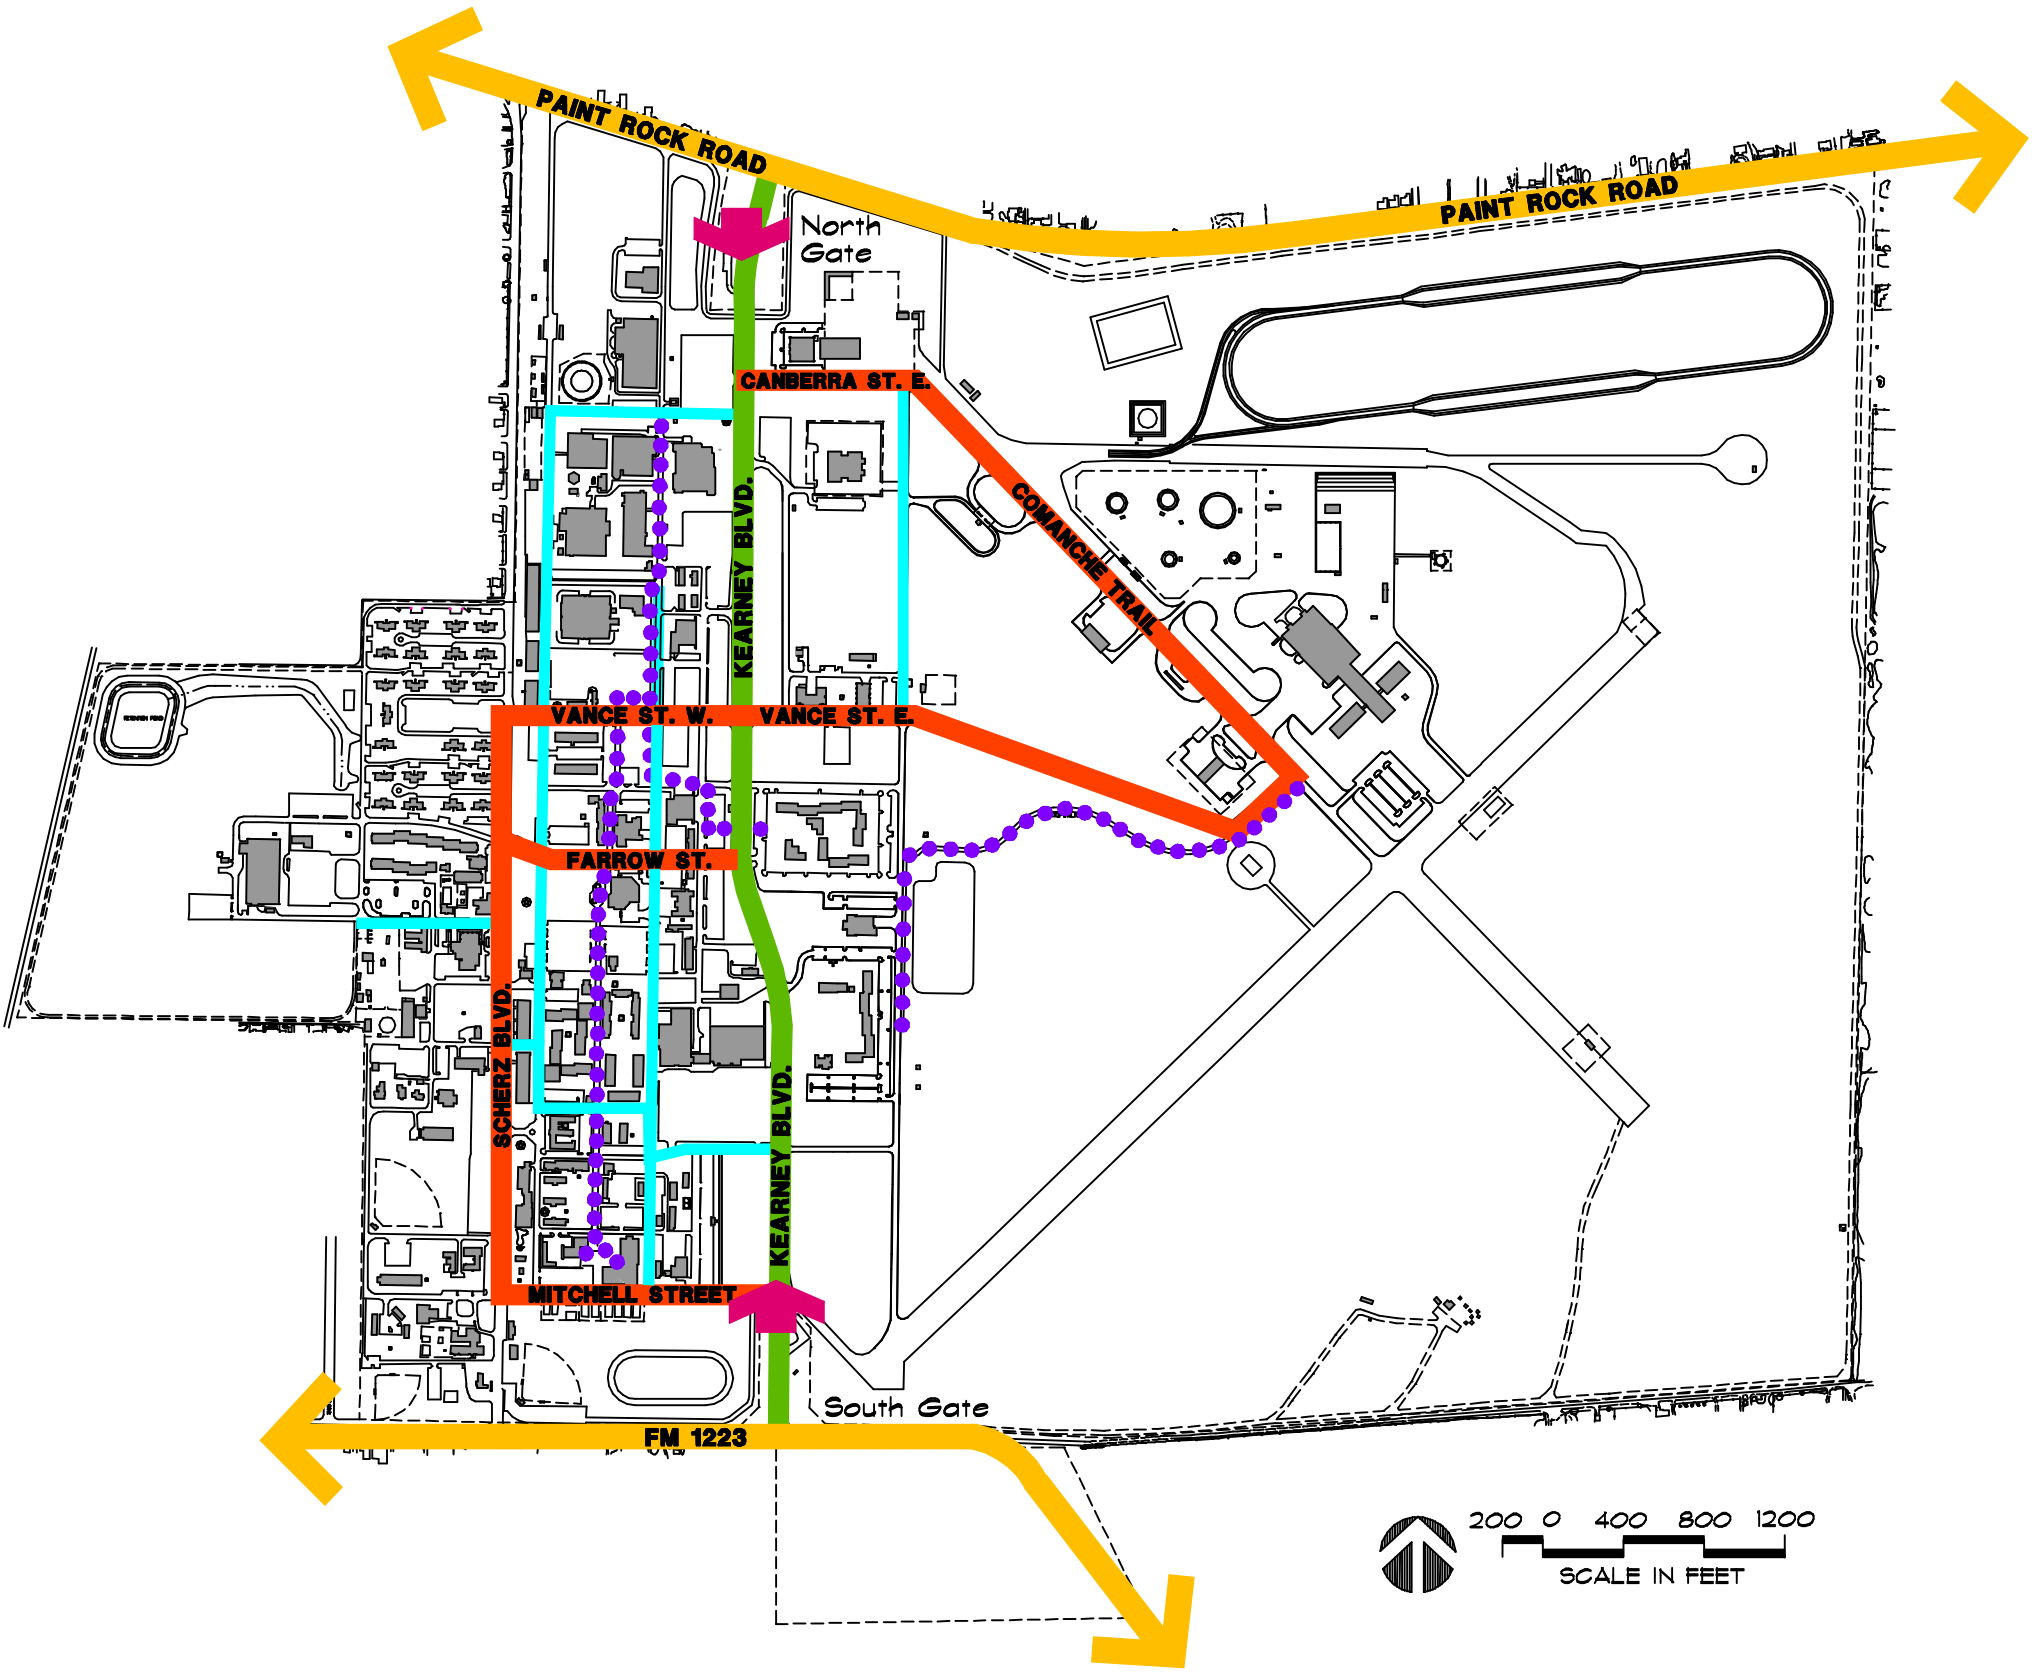 PAINT ROCK ROAD
PAINT ROCK ROAD
North
Gate
CANBERRA ST. E.
KEARNEY BLVD.
COMANCHE TRAIL
VANCE ST. W.
VANCE ST. E.
FARROW ST.
SCHERZ BLVD.
KEARNEY BLVD.
MITCHELL STREET
South Gate
FM 1223
200 0 400 800 1200
SCALE IN FEET